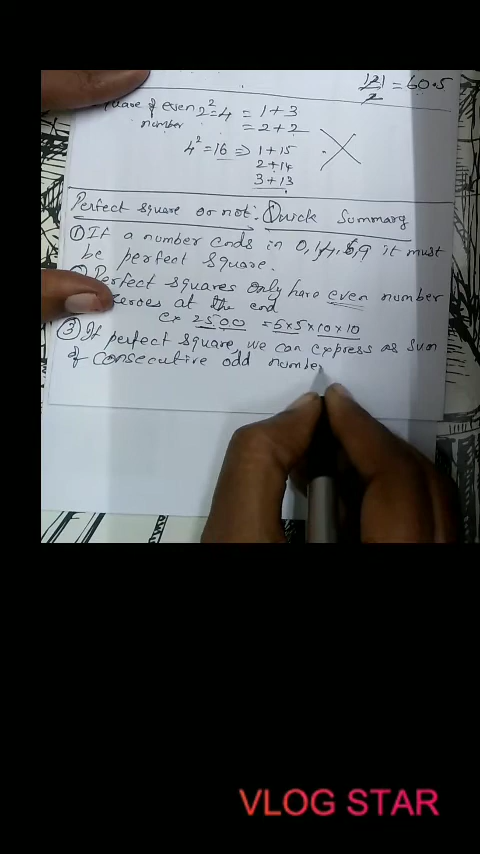 121/2 = 60.5
quare of even 2²=4 = 1+3
number = 2+2
4²=16 ⇒ 1+15
2+14
3+13
Perfect square or not: Quick Summary
① If a number ends in 0,1,4,5,6,9 it must
be perfect square.
Perfect squares only have even number
zeroes at the end
ex 2500 = 5×5×10×10
③ If perfect square, we can express as sum
of consecutive odd numbe
VLOG STAR